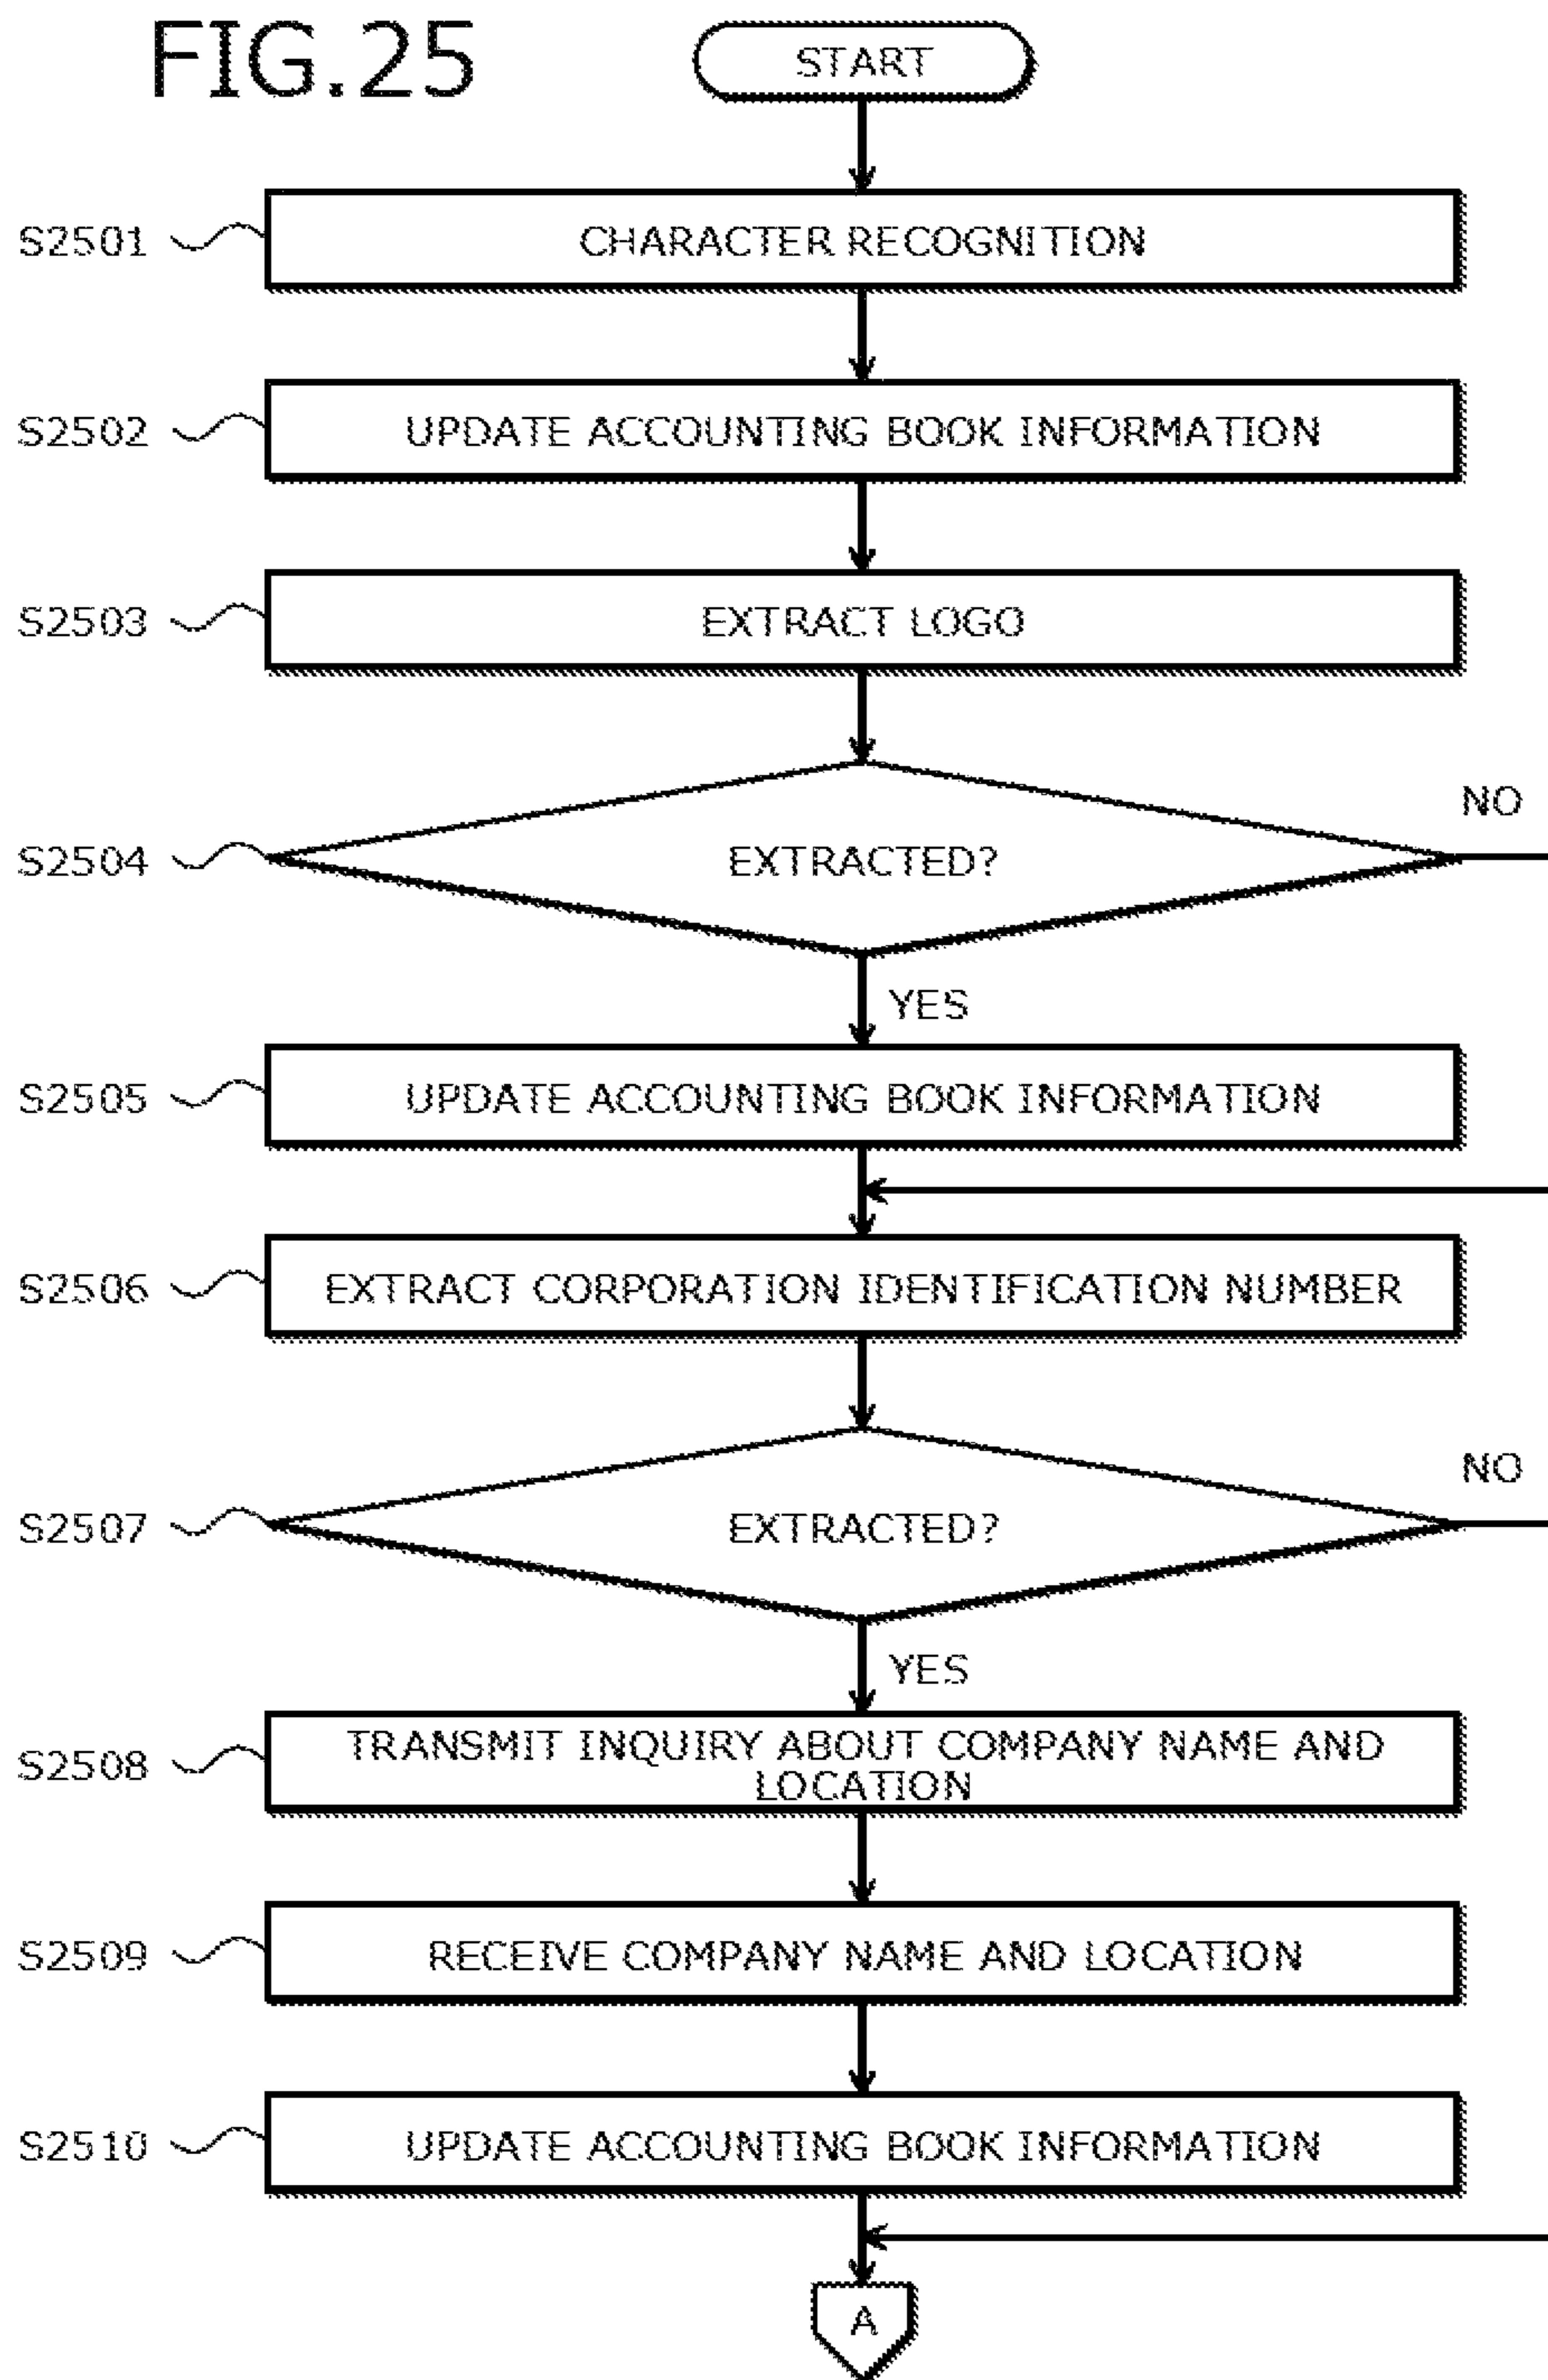 FIG.25
START
S2501
CHARACTER RECOGNITION
S2502
UPDATE ACCOUNTING BOOK INFORMATION
S2503
EXTRACT LOGO
NO
S2504
EXTRACTED?
YES
S2505
UPDATE ACCOUNTING BOOK INFORMATION
S2506
EXTRACT CORPORATION IDENTIFICATION NUMBER
NO
S2507
EXTRACTED?
YES
S2508
TRANSMIT INQUIRY ABOUT COMPANY NAME AND
LOCATION
S2509
RECEIVE COMPANY NAME AND LOCATION
S2510
UPDATE ACCOUNTING BOOK INFORMATION
A